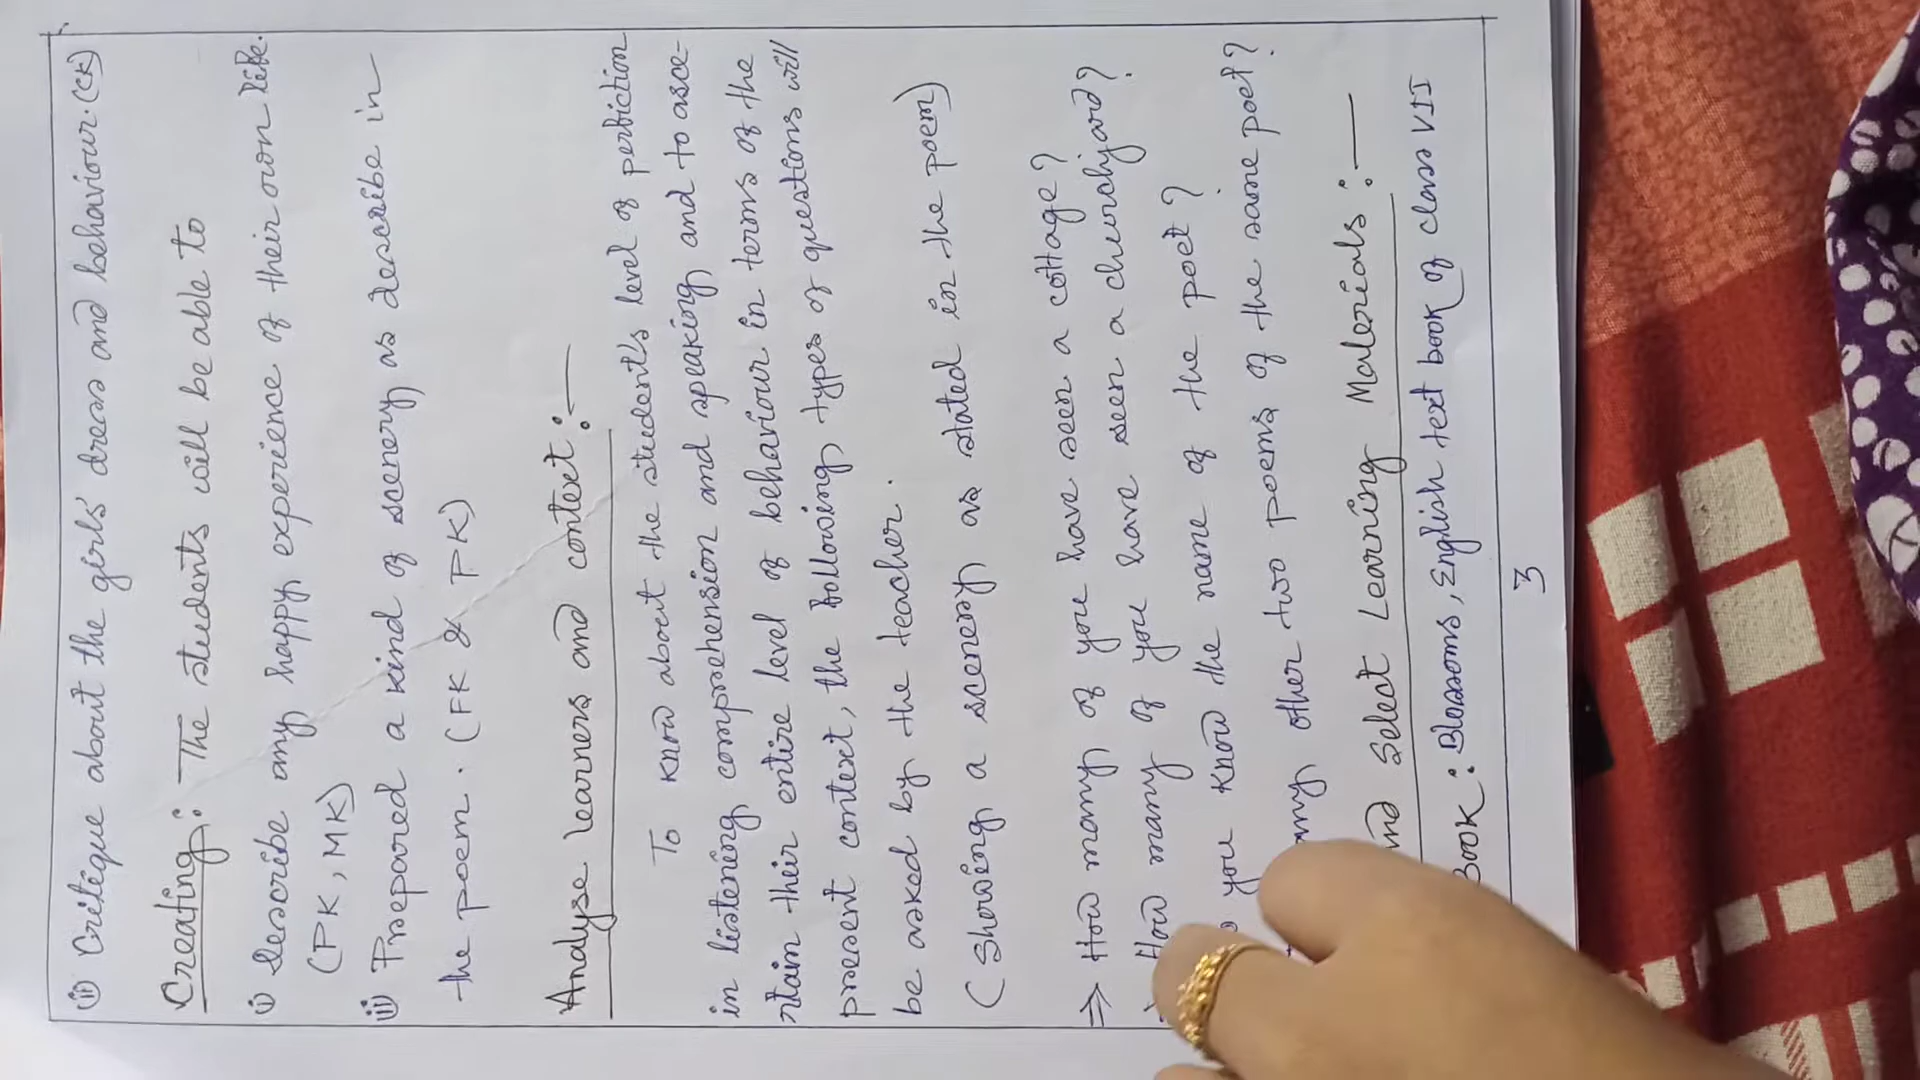 (ii) Critique about the girls' dress and behaviour. (CK)
Creating: The students will be able to
(i) describe any happy experience of their own life.
(PK, MK)
(ii) Prepared a kind of scenery as describe in
the poem. (FK & PK)
Analyse learners and context :—
To know about the student's level of perfection
in listening comprehension and speaking and to asce-
rtain their entire level of behaviour in terms of the
present context, the following types of questions will
be asked by the teacher.
(Showing a scenery as stated in the poem)
⇒ How many of you have seen a cottage?
How many of you have seen a churchyard?
you know the name of the poet?
any other two poems of the same poet?
Select Learning Materials :—
Book : Blossoms, English text book of class VII
3